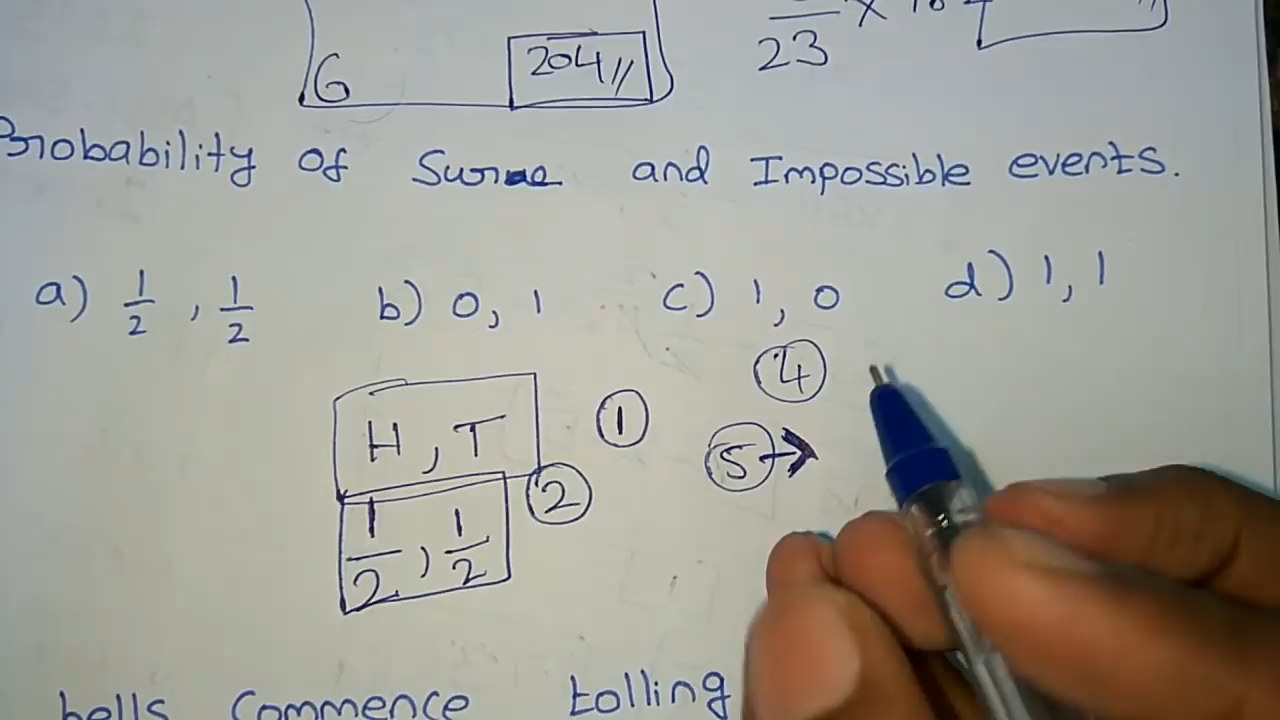 6 204//
23 ×
Probability of Sure and Impossible events.
a) 1/2 , 1/2 b) 0, 1 c) 1, 0 d) 1, 1
4
H, T 1
5→
2
1/2 , 1/2
bells Commence tolling